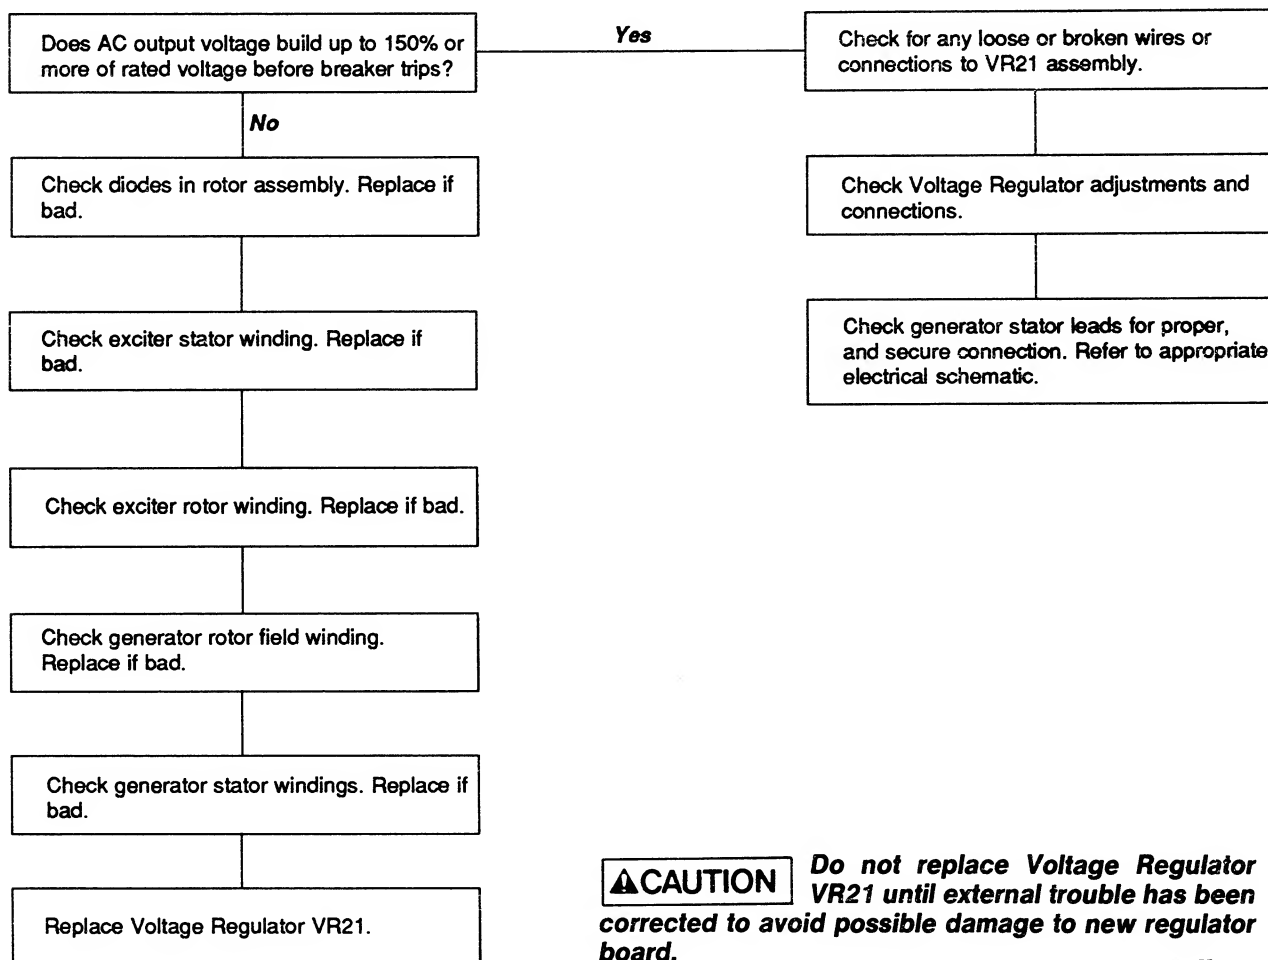 Does AC output voltage build up to 150% or
more of rated voltage before breaker trips?
Yes
Check for any loose or broken wires or
connections to VR21 assembly.
No
Check diodes in rotor assembly. Replace if
bad.
Check Voltage Regulator adjustments and
connections.
Check exciter stator winding. Replace if
bad.
Check generator stator leads for proper,
and secure connection. Refer to appropriate
electrical schematic.
Check exciter rotor winding. Replace if bad.
Check generator rotor field winding.
Replace if bad.
Check generator stator windings. Replace if
bad.
Replace Voltage Regulator VR21.
CAUTION Do not replace Voltage Regulator
VR21 until external trouble has been
corrected to avoid possible damage to new regulator
board.